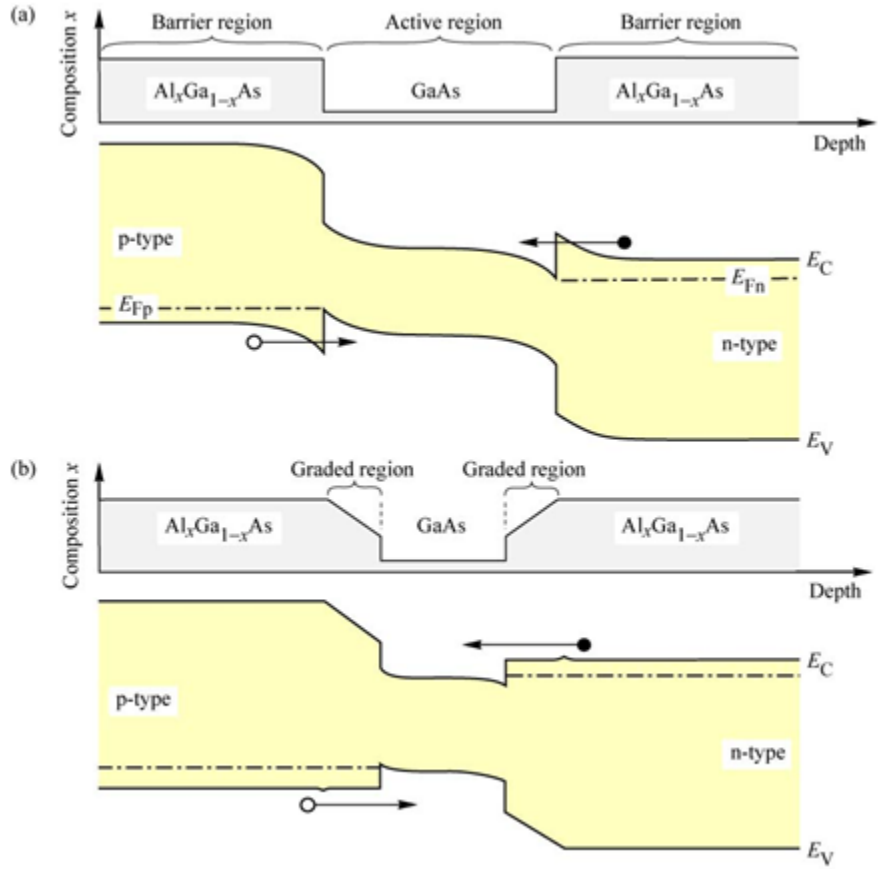 (a)
Barrier region Active region Barrier region
Composition x
AlxGa1−xAs GaAs AlxGa1−xAs
Depth
p-type
EC
EFn
EFp
n-type
EV
(b)
Graded region Graded region
Composition x
AlxGa1−xAs GaAs AlxGa1−xAs
Depth
EC
p-type
n-type
EV